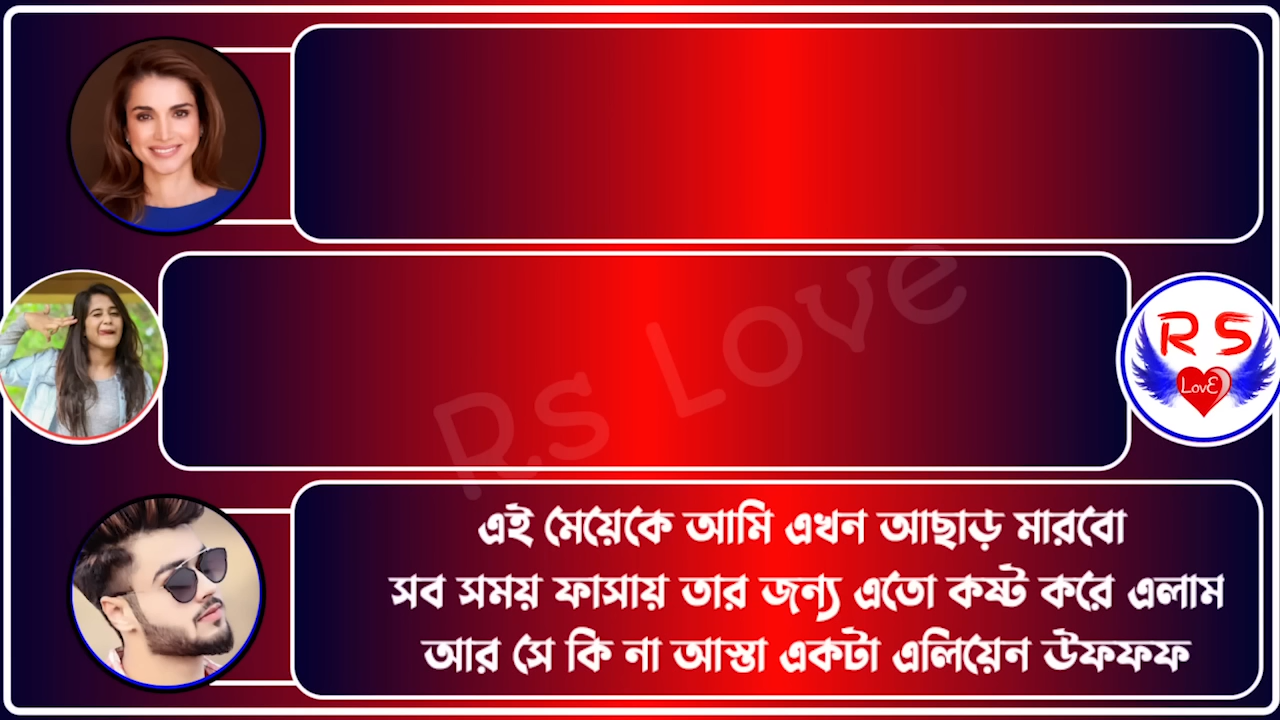 RS
LovE
R.s Love
এই মেয়েকে আমি এখন আছাড় মারবো
সব সময় ফাসায় তার জন্য এতো কষ্ট করে এলাম
আর সে কি না আস্তা একটা এলিয়েন উফফফ